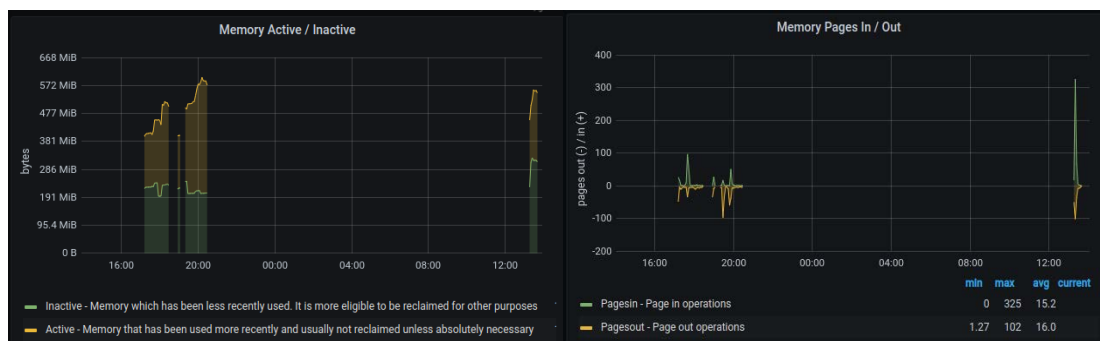 Memory Active / Inactive
668 MiB
572 MiB
477 MiB
381 MiB
286 MiB
191 MiB
95.4 MiB
0 B
bytes
16:00 20:00 00:00 04:00 08:00 12:00
Inactive - Memory which has been less recently used. It is more eligible to be reclaimed for other purposes
Active - Memory that has been used more recently and usually not reclaimed unless absolutely necessary
Memory Pages In / Out
400
300
200
100
0
-100
-200
pages out (-) / in (+)
16:00 20:00 00:00 04:00 08:00 12:00
min max avg current
Pagesin - Page in operations 0 325 15.2
Pagesout - Page out operations 1.27 102 16.0